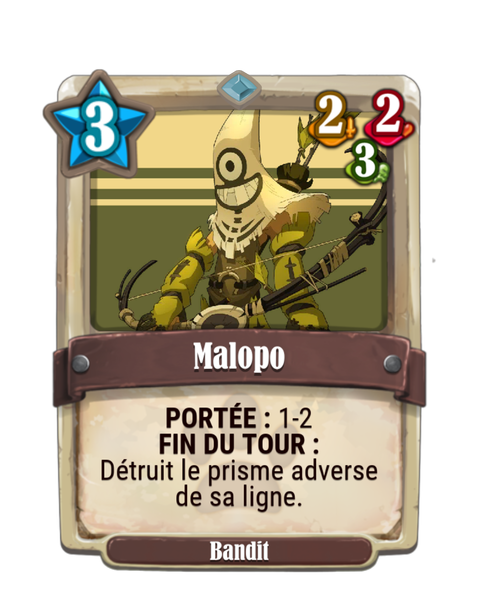 3
2
2
3
Malopo
PORTÉE : 1-2
FIN DU TOUR :
Détruit le prisme adverse
de sa ligne.
Bandit